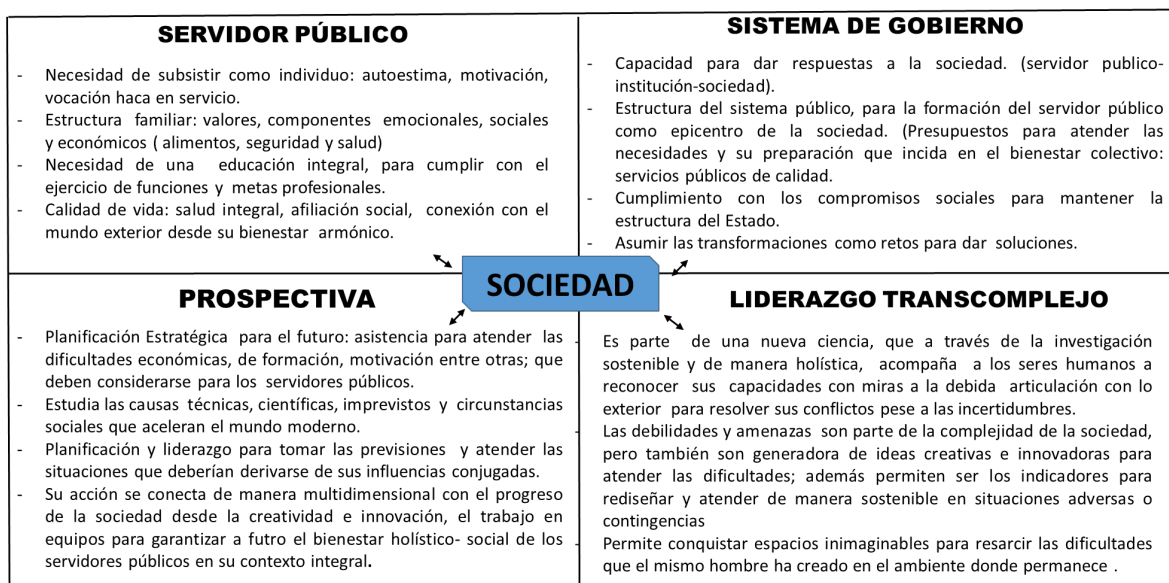 SERVIDOR PÚBLICO
- Necesidad de subsistir como individuo: autoestima, motivación,
vocación haca en servicio.
- Estructura familiar: valores, componentes emocionales, sociales
y económicos ( alimentos, seguridad y salud)
- Necesidad de una educación integral, para cumplir con el
ejercicio de funciones y metas profesionales.
- Calidad de vida: salud integral, afiliación social, conexión con el
mundo exterior desde su bienestar armónico.
SISTEMA DE GOBIERNO
- Capacidad para dar respuestas a la sociedad. (servidor publico-
institución-sociedad).
- Estructura del sistema público, para la formación del servidor público
como epicentro de la sociedad. (Presupuestos para atender las
necesidades y su preparación que incida en el bienestar colectivo:
servicios públicos de calidad.
- Cumplimiento con los compromisos sociales para mantener la
estructura del Estado.
- Asumir las transformaciones como retos para dar soluciones.
SOCIEDAD
PROSPECTIVA
- Planificación Estratégica para el futuro: asistencia para atender las
dificultades económicas, de formación, motivación entre otras; que
deben considerarse para los servidores públicos.
- Estudia las causas técnicas, científicas, imprevistos y circunstancias
sociales que aceleran el mundo moderno.
- Planificación y liderazgo para tomar las previsiones y atender las
situaciones que deberían derivarse de sus influencias conjugadas.
- Su acción se conecta de manera multidimensional con el progreso
de la sociedad desde la creatividad e innovación, el trabajo en
equipos para garantizar a futro el bienestar holístico- social de los
servidores públicos en su contexto integral.
LIDERAZGO TRANSCOMPLEJO
- Es parte de una nueva ciencia, que a través de la investigación
sostenible y de manera holística, acompaña a los seres humanos a
reconocer sus capacidades con miras a la debida articulación con lo
exterior para resolver sus conflictos pese a las incertidumbres.
- Las debilidades y amenazas son parte de la complejidad de la sociedad,
pero también son generadora de ideas creativas e innovadoras para
atender las dificultades; además permiten ser los indicadores para
rediseñar y atender de manera sostenible en situaciones adversas o
contingencias
- Permite conquistar espacios inimaginables para resarcir las dificultades
que el mismo hombre ha creado en el ambiente donde permanece .